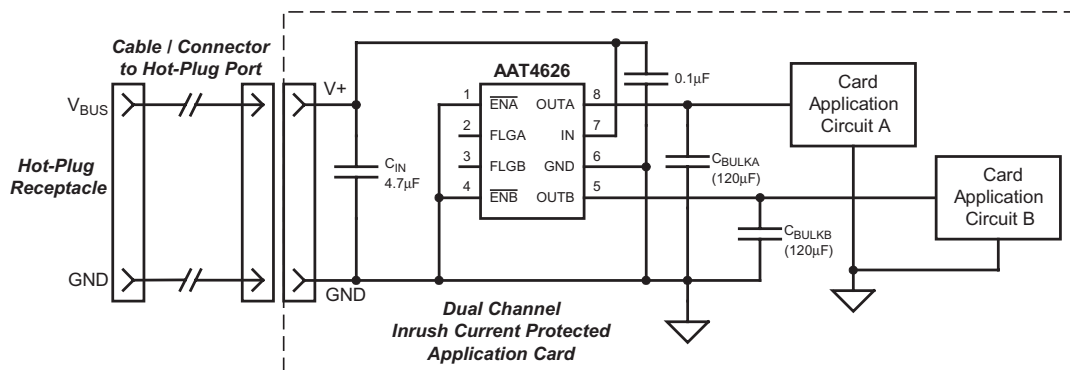 Cable / Connector
to Hot-Plug Port
V+
AAT4626
0.1µF
Card
Application
Circuit A
VBUS
1
ENA
OUTA
8
2
FLGA
IN
7
Hot-Plug
Receptacle
CIN
4.7µF
3
FLGB
GND
6
CBULKA
(120µF)
4
ENB
OUTB
5
Card
Application
Circuit B
CBULKB
(120µF)
GND
GND
Dual Channel
Inrush Current Protected
Application Card